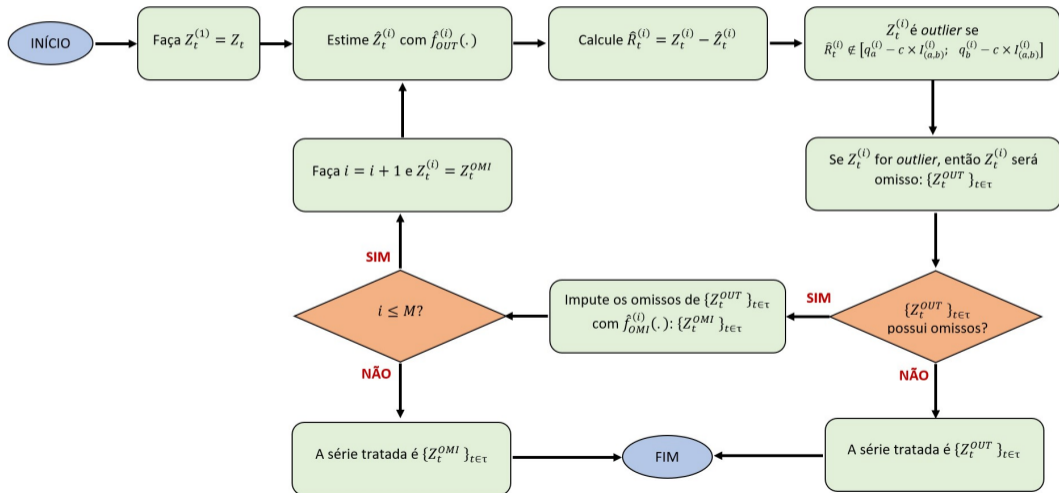 INÍCIO
Faça Z_t^{(1)} = Z_t
Estime Ẑ_t^{(i)} com f̂_{OUT}^{(i)}(.)
Calcule R̂_t^{(i)} = Z_t^{(i)} − Ẑ_t^{(i)}
Z_t^{(i)} é outlier se
R̂_t^{(i)} ∉ [q_a^{(i)} − c × I_{(a,b)}^{(i)}; q_b^{(i)} − c × I_{(a,b)}^{(i)}]
Se Z_t^{(i)} for outlier, então Z_t^{(i)} será
omisso: {Z_t^{OUT}}_{t∈τ}
{Z_t^{OUT}}_{t∈τ}
possui omissos?
SIM
Impute os omissos de {Z_t^{OUT}}_{t∈τ}
com f̂_{OMI}^{(i)}(.): {Z_t^{OMI}}_{t∈τ}
i ≤ M?
SIM
Faça i = i + 1 e Z_t^{(i)} = Z_t^{OMI}
NÃO
A série tratada é {Z_t^{OMI}}_{t∈τ}
NÃO
A série tratada é {Z_t^{OUT}}_{t∈τ}
FIM